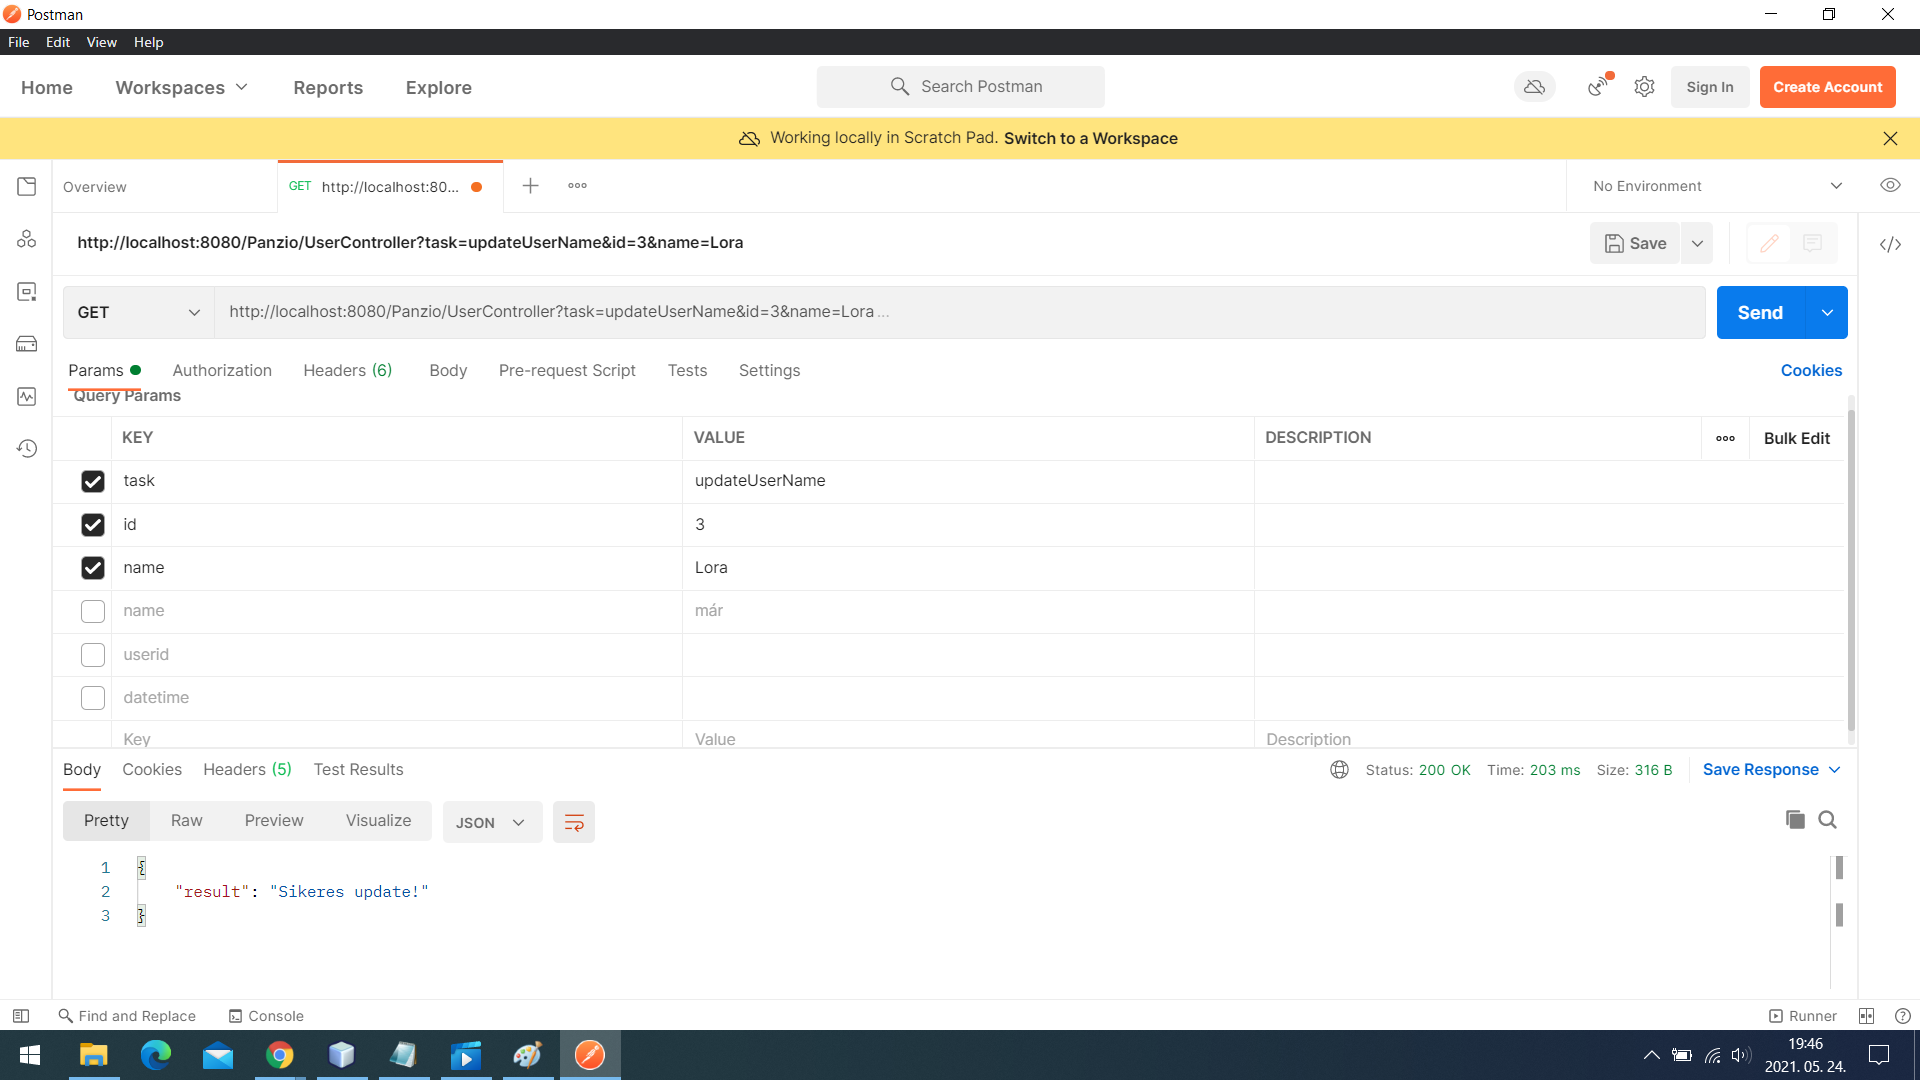 Postman
File Edit View Help
Home Workspaces Reports Explore Search Postman Sign In Create Account
Working locally in Scratch Pad. Switch to a Workspace
Overview GET http://localhost:80... No Environment
http://localhost:8080/Panzio/UserController?task=updateUserName&id=3&name=Lora Save
GET http://localhost:8080/Panzio/UserController?task=updateUserName&id=3&name=Lora ... Send
Params Authorization Headers (6) Body Pre-request Script Tests Settings Cookies
Query Params
KEY VALUE DESCRIPTION Bulk Edit
task updateUserName
id 3
name Lora
name már
userid
datetime
Key Value Description
Body Cookies Headers (5) Test Results Status: 200 OK Time: 203 ms Size: 316 B Save Response
Pretty Raw Preview Visualize JSON
1 {
2 "result": "Sikeres update!"
3 }
Find and Replace Console Runner
19:46
2021. 05. 24.